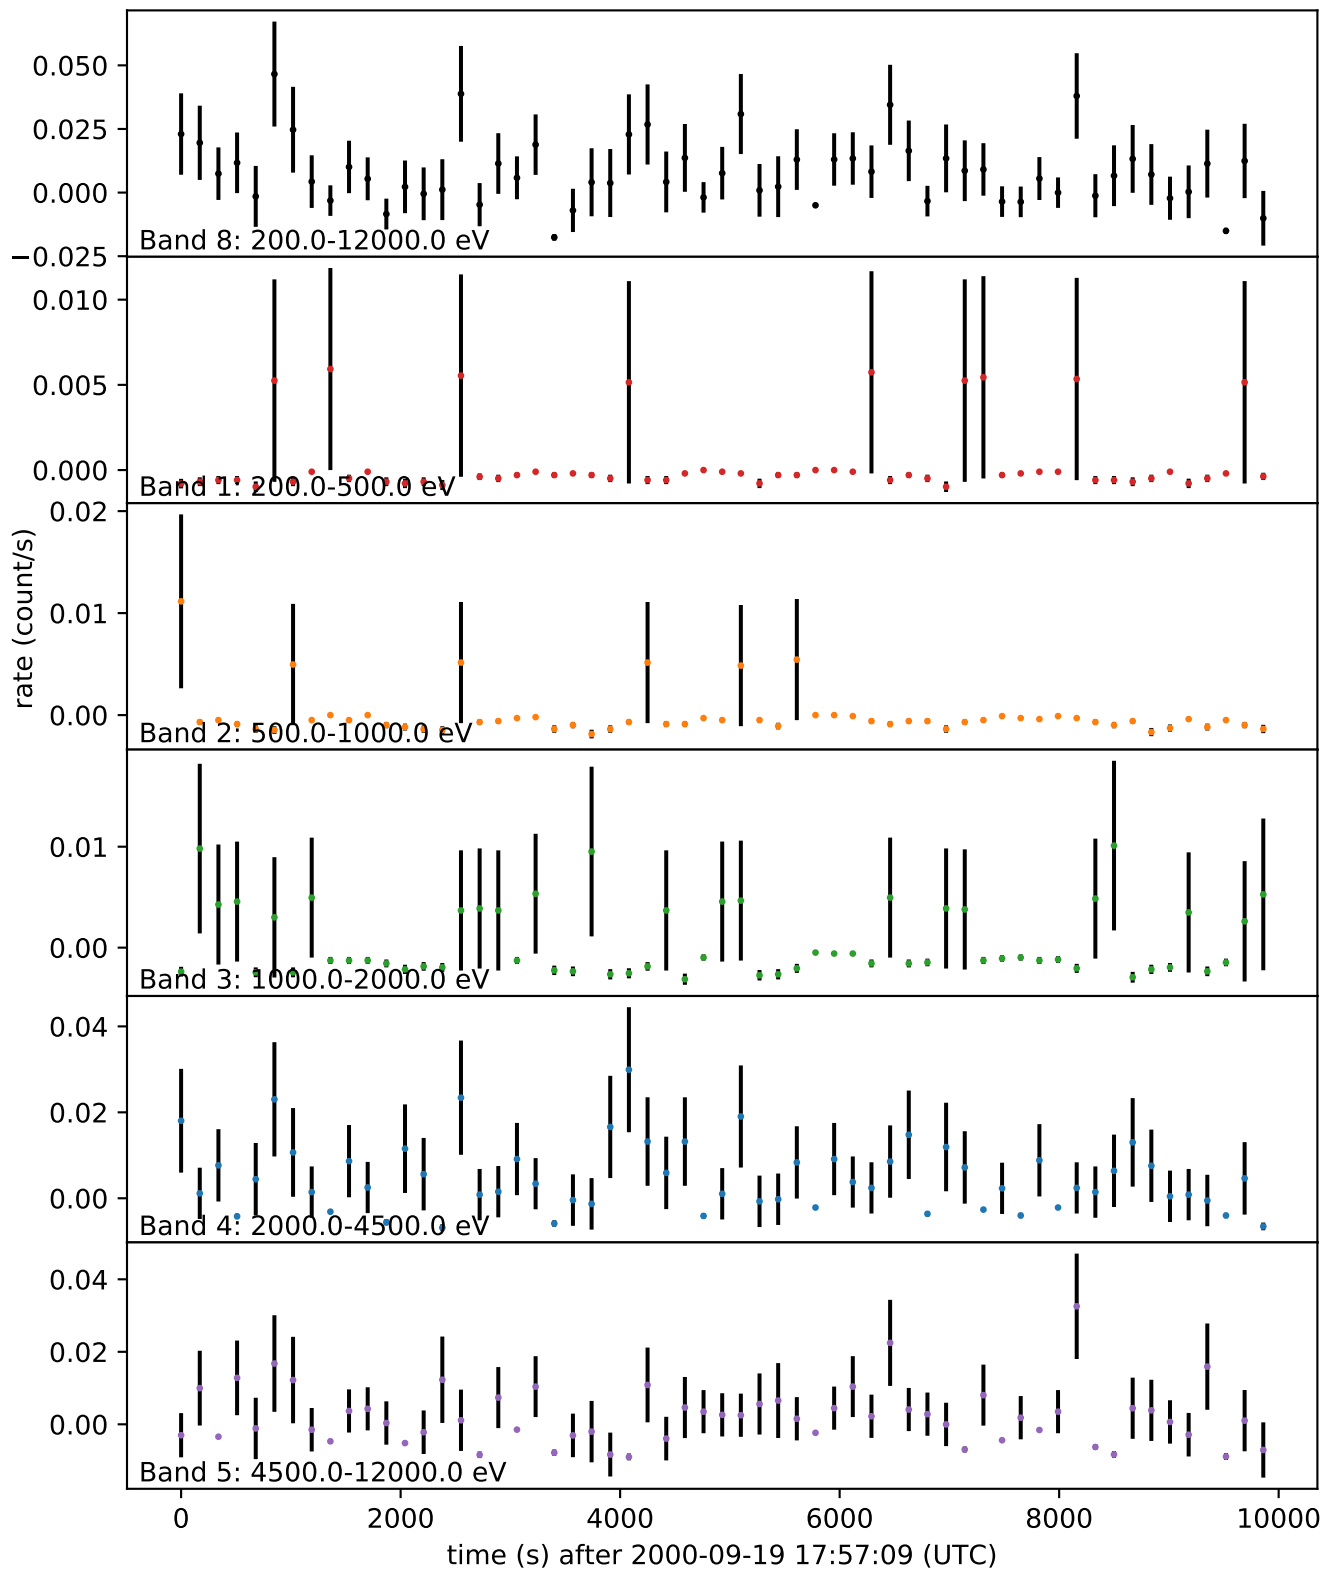 0.050
0.025
0.000
−0.025
Band 8: 200.0-12000.0 eV
0.010
0.005
0.000
Band 1: 200.0-500.0 eV
0.02
0.01
0.00
Band 2: 500.0-1000.0 eV
rate (count/s)
0.01
0.00
Band 3: 1000.0-2000.0 eV
0.04
0.02
0.00
Band 4: 2000.0-4500.0 eV
0.04
0.02
0.00
Band 5: 4500.0-12000.0 eV
0 2000 4000 6000 8000 10000
time (s) after 2000-09-19 17:57:09 (UTC)